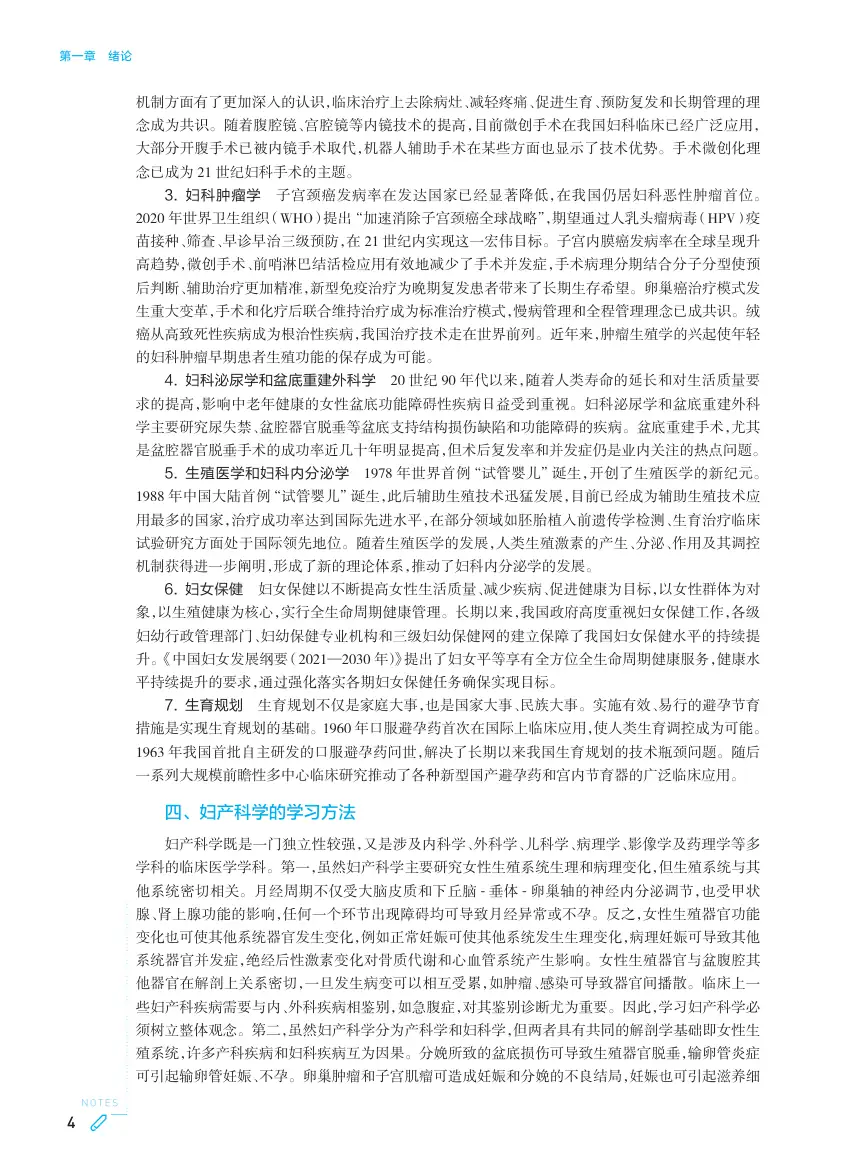 第一章 绪论
机制方面有了更加深入的认识,临床治疗上去除病灶、减轻疼痛、促进生育、预防复发和长期管理的理
念成为共识。随着腹腔镜、宫腔镜等内镜技术的提高,目前微创手术在我国妇科临床已经广泛应用,
大部分开腹手术已被内镜手术取代,机器人辅助手术在某些方面也显示了技术优势。手术微创化理
念已成为 21 世纪妇科手术的主题。
3. 妇科肿瘤学 子宫颈癌发病率在发达国家已经显著降低,在我国仍居妇科恶性肿瘤首位。
2020 年世界卫生组织(WHO)提出“加速消除子宫颈癌全球战略”,期望通过人乳头瘤病毒(HPV)疫
苗接种、筛查、早诊早治三级预防,在 21 世纪内实现这一宏伟目标。子宫内膜癌发病率在全球呈现升
高趋势,微创手术、前哨淋巴结活检应用有效地减少了手术并发症,手术病理分期结合分子分型使预
后判断、辅助治疗更加精准,新型免疫治疗为晚期复发患者带来了长期生存希望。卵巢癌治疗模式发
生重大变革,手术和化疗后联合维持治疗成为标准治疗模式,慢病管理和全程管理理念已成共识。绒
癌从高致死性疾病成为根治性疾病,我国治疗技术走在世界前列。近年来,肿瘤生殖学的兴起使年轻
的妇科肿瘤早期患者生殖功能的保存成为可能。
4. 妇科泌尿学和盆底重建外科学 20 世纪 90 年代以来,随着人类寿命的延长和对生活质量要
求的提高,影响中老年健康的女性盆底功能障碍性疾病日益受到重视。妇科泌尿学和盆底重建外科
学主要研究尿失禁、盆腔器官脱垂等盆底支持结构损伤缺陷和功能障碍的疾病。盆底重建手术,尤其
是盆腔器官脱垂手术的成功率近几十年明显提高,但术后复发率和并发症仍是业内关注的热点问题。
5. 生殖医学和妇科内分泌学 1978 年世界首例“试管婴儿”诞生,开创了生殖医学的新纪元。
1988 年中国大陆首例“试管婴儿”诞生,此后辅助生殖技术迅猛发展,目前已经成为辅助生殖技术应
用最多的国家,治疗成功率达到国际先进水平,在部分领域如胚胎植入前遗传学检测、生育治疗临床
试验研究方面处于国际领先地位。随着生殖医学的发展,人类生殖激素的产生、分泌、作用及其调控
机制获得进一步阐明,形成了新的理论体系,推动了妇科内分泌学的发展。
6. 妇女保健 妇女保健以不断提高女性生活质量、减少疾病、促进健康为目标,以女性群体为对
象,以生殖健康为核心,实行全生命周期健康管理。长期以来,我国政府高度重视妇女保健工作,各级
妇幼行政管理部门、妇幼保健专业机构和三级妇幼保健网的建立保障了我国妇女保健水平的持续提
升。《中国妇女发展纲要(2021—2030 年)》提出了妇女平等享有全方位全生命周期健康服务,健康水
平持续提升的要求,通过强化落实各期妇女保健任务确保实现目标。
7. 生育规划 生育规划不仅是家庭大事,也是国家大事、民族大事。实施有效、易行的避孕节育
措施是实现生育规划的基础。1960 年口服避孕药首次在国际上临床应用,使人类生育调控成为可能。
1963 年我国首批自主研发的口服避孕药问世,解决了长期以来我国生育规划的技术瓶颈问题。随后
一系列大规模前瞻性多中心临床研究推动了各种新型国产避孕药和宫内节育器的广泛临床应用。
四、妇产科学的学习方法
妇产科学既是一门独立性较强,又是涉及内科学、外科学、儿科学、病理学、影像学及药理学等多
学科的临床医学学科。第一,虽然妇产科学主要研究女性生殖系统生理和病理变化,但生殖系统与其
他系统密切相关。月经周期不仅受大脑皮质和下丘脑 - 垂体 - 卵巢轴的神经内分泌调节,也受甲状
腺、肾上腺功能的影响,任何一个环节出现障碍均可导致月经异常或不孕。反之,女性生殖器官功能
变化也可使其他系统器官发生变化,例如正常妊娠可使其他系统发生生理变化,病理妊娠可导致其他
系统器官并发症,绝经后性激素变化对骨质代谢和心血管系统产生影响。女性生殖器官与盆腹腔其
他器官在解剖上关系密切,一旦发生病变可以相互受累,如肿瘤、感染可导致器官间播散。临床上一
些妇产科疾病需要与内、外科疾病相鉴别,如急腹症,对其鉴别诊断尤为重要。因此,学习妇产科学必
须树立整体观念。第二,虽然妇产科学分为产科学和妇科学,但两者具有共同的解剖学基础即女性生
殖系统,许多产科疾病和妇科疾病互为因果。分娩所致的盆底损伤可导致生殖器官脱垂,输卵管炎症
可引起输卵管妊娠、不孕。卵巢肿瘤和子宫肌瘤可造成妊娠和分娩的不良结局,妊娠也可引起滋养细
NOTES
4